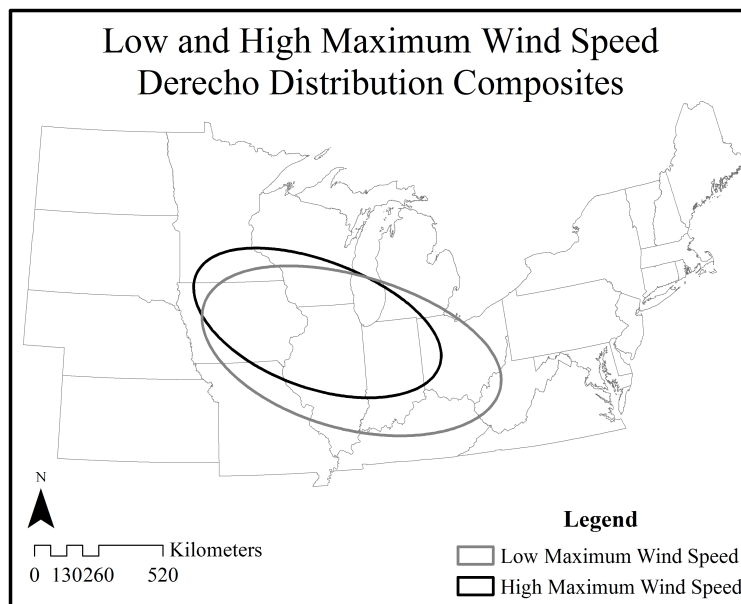 Low and High Maximum Wind Speed
Derecho Distribution Composites
N
Kilometers
0 130260 520
Legend
Low Maximum Wind Speed
High Maximum Wind Speed